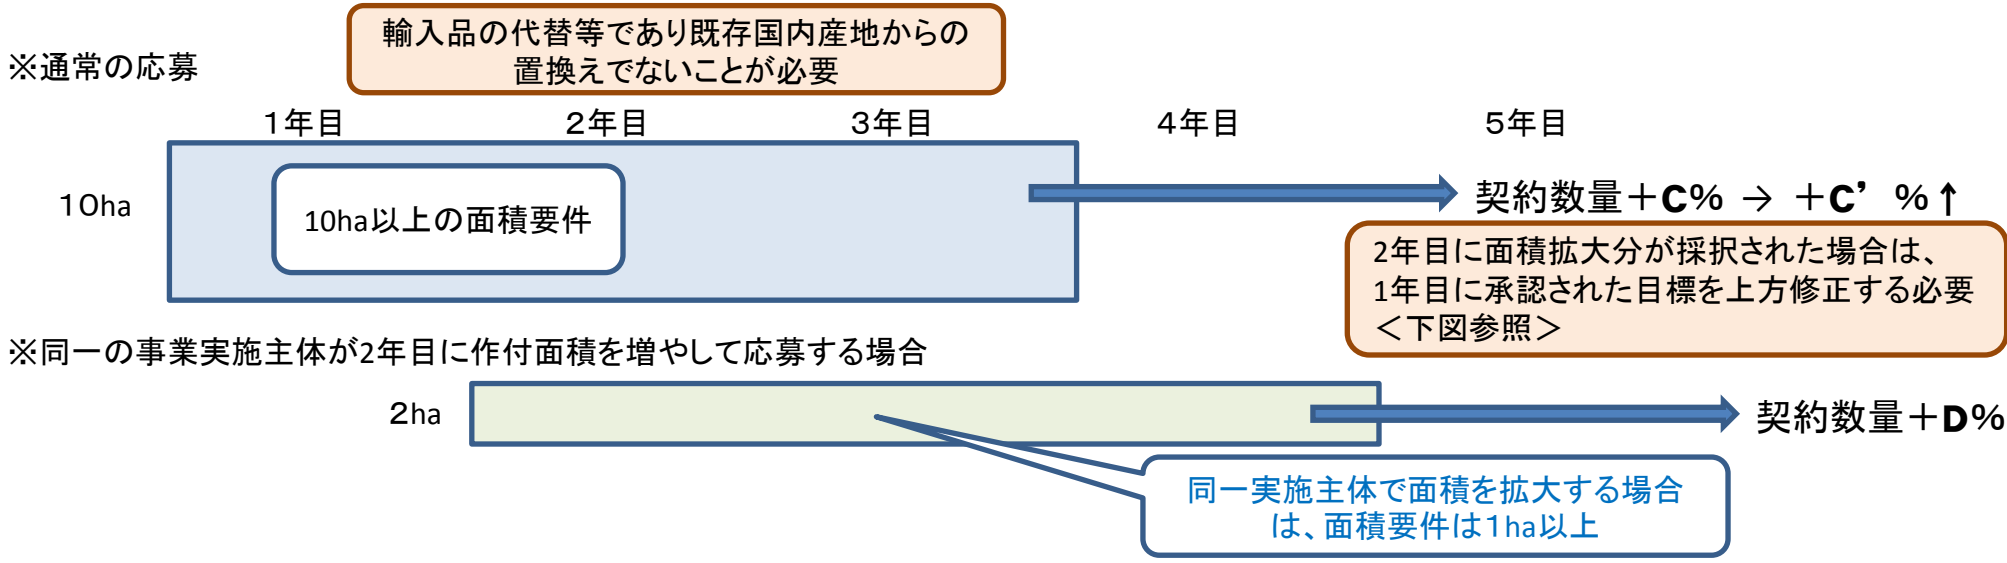 輸入品の代替等であり既存国内産地からの
置換えでないことが必要
※通常の応募
１年目 ２年目 ３年目 ４年目 ５年目
１０ha
10ha以上の面積要件
契約数量＋C% → ＋C’ %↑
2年目に面積拡大分が採択された場合は、
1年目に承認された目標を上方修正する必要
＜下図参照＞
※同一の事業実施主体が2年目に作付面積を増やして応募する場合
２ha
契約数量＋D%
同一実施主体で面積を拡大する場合
は、面積要件は１ha以上